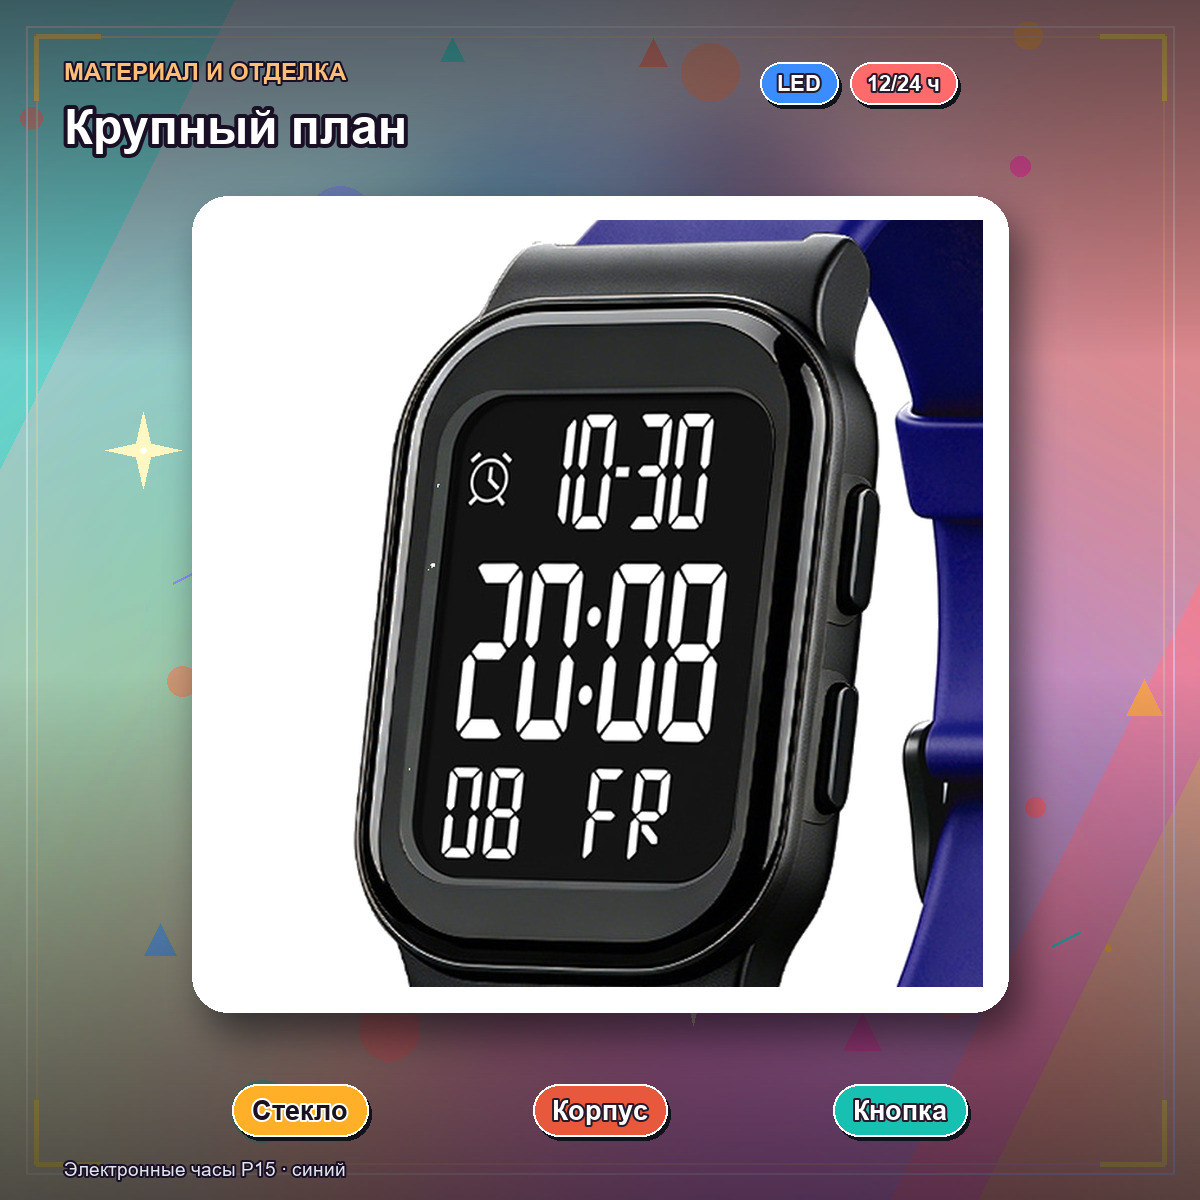 МАТЕРИАЛ И ОТДЕЛКА
Крупный план
LED
12/24 ч
10-30
20:08
08 FR
Стекло
Корпус
Кнопка
Электронные часы P15 · синий